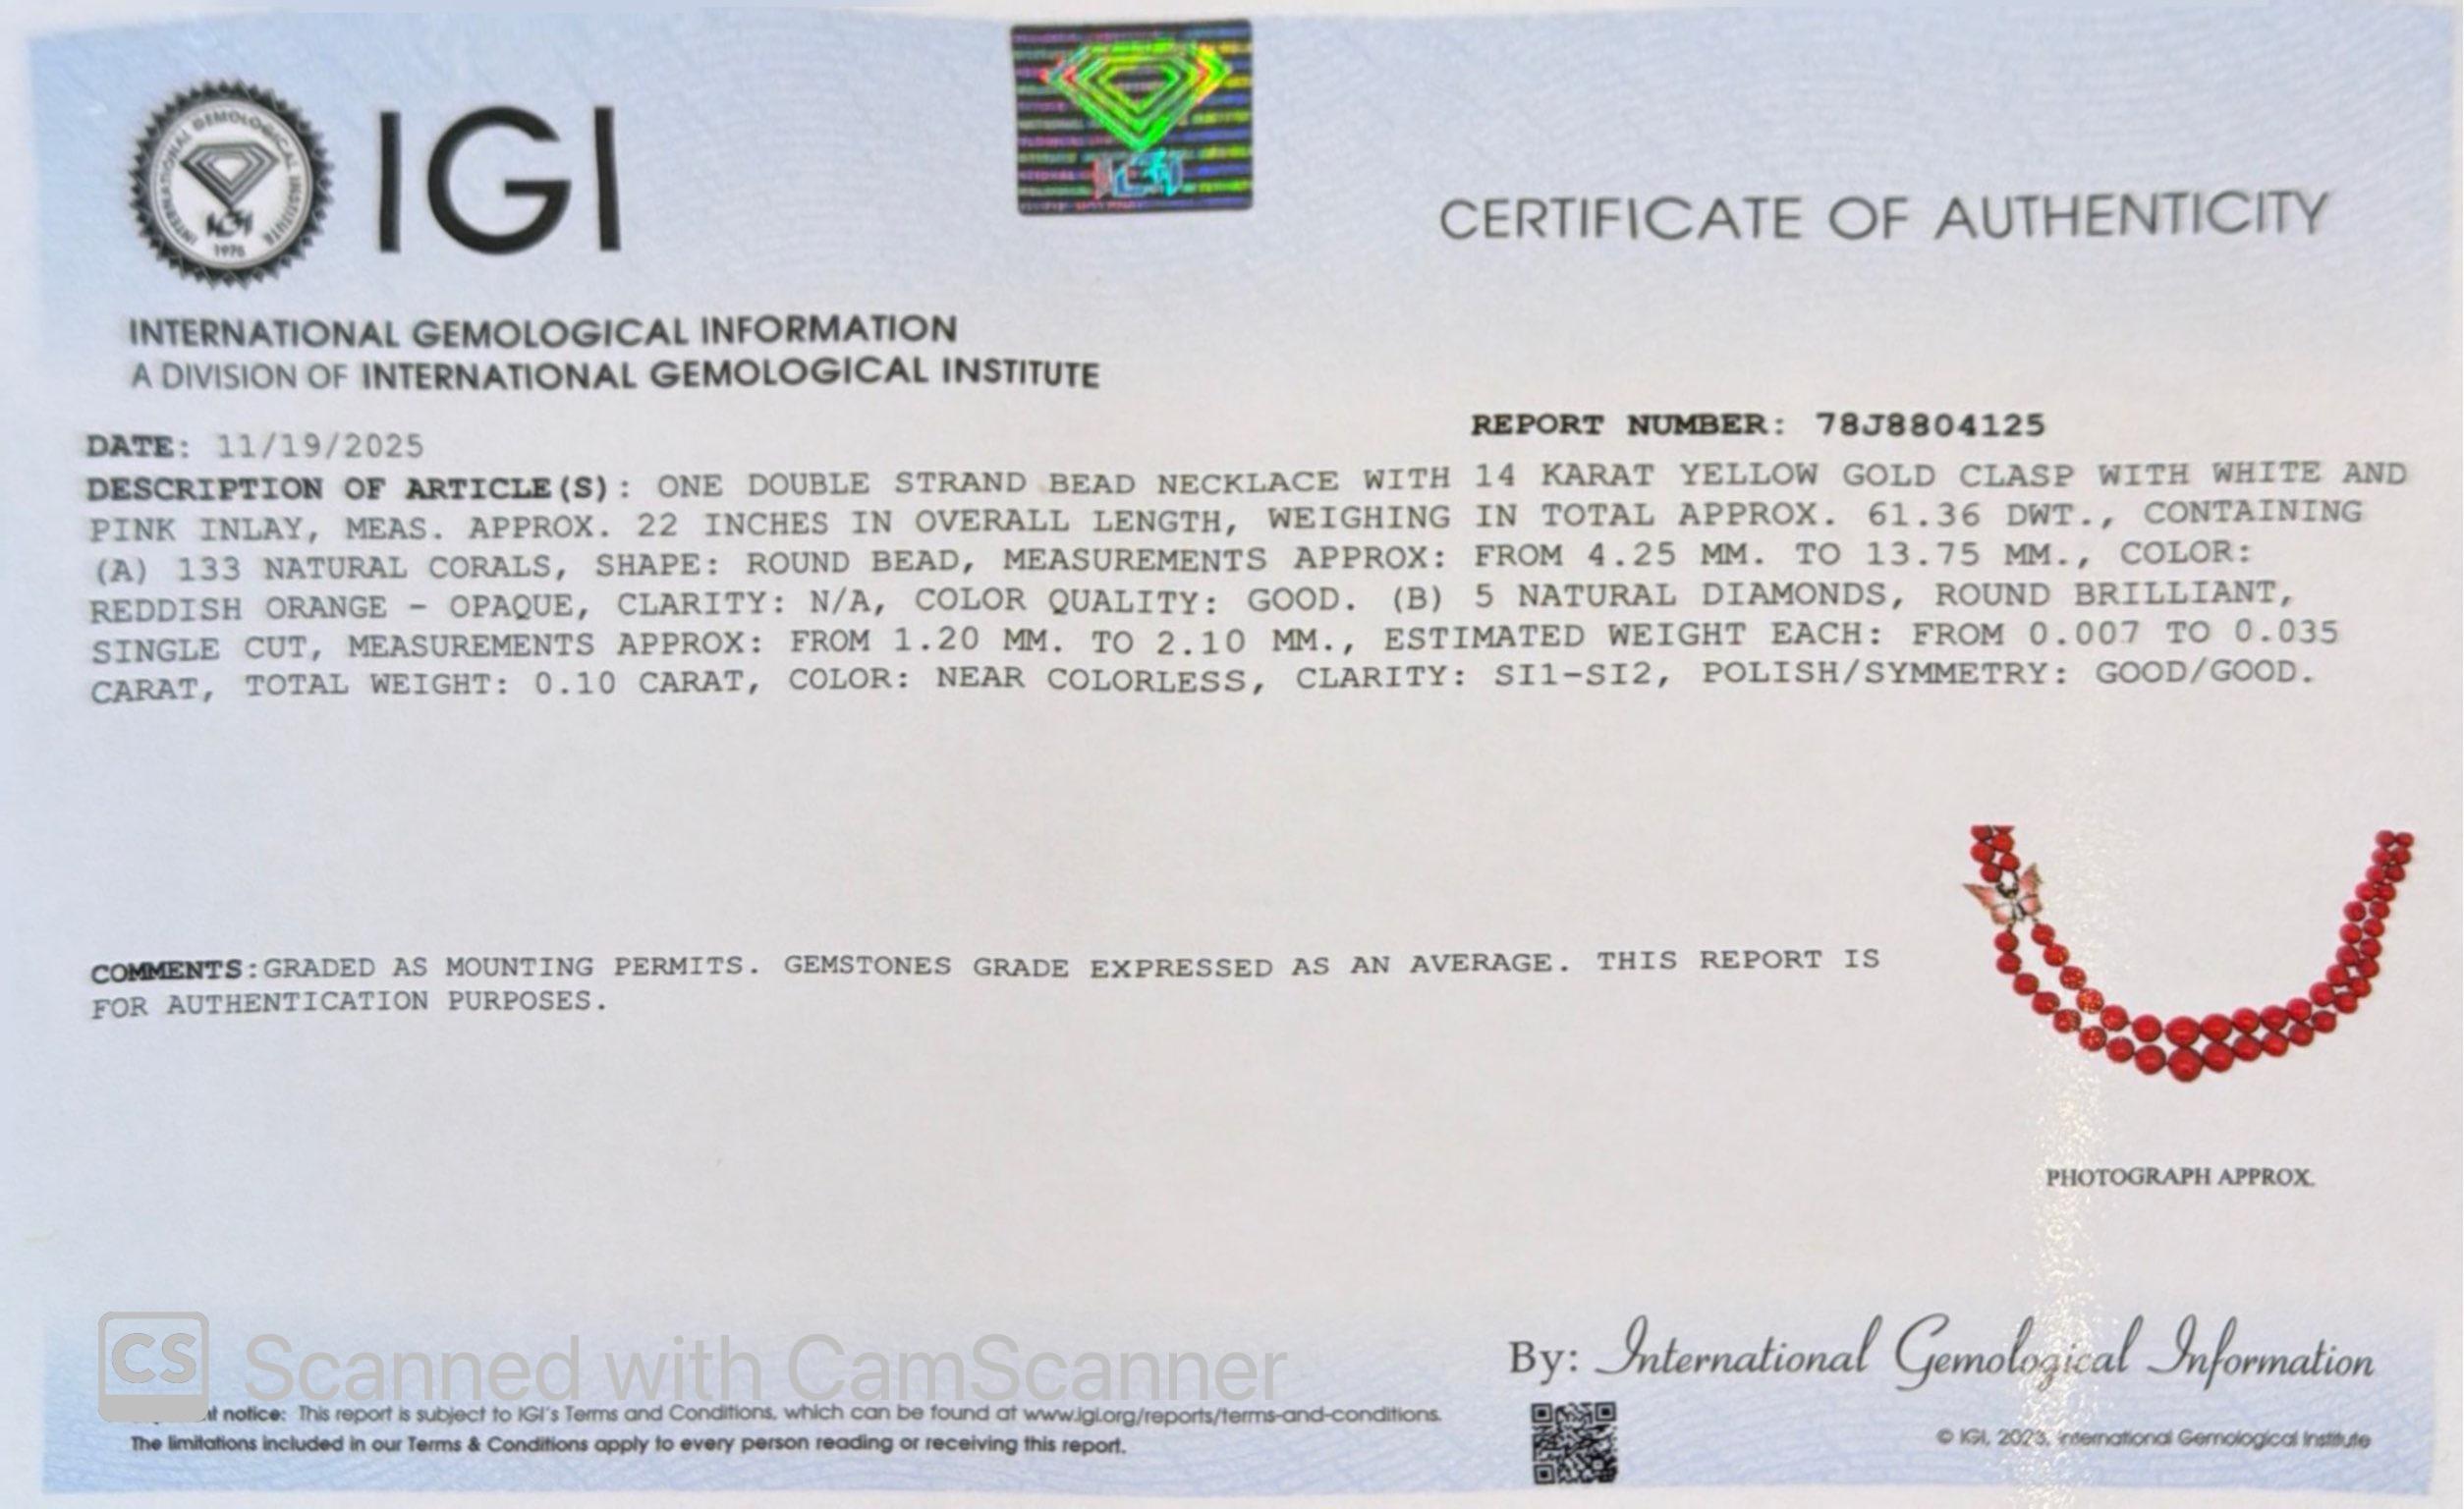 INTERNATIONAL GEMOLOGICAL INSTITUTE
IGI
1975
IGI
IGI
CERTIFICATE OF AUTHENTICITY
INTERNATIONAL GEMOLOGICAL INFORMATION
A DIVISION OF INTERNATIONAL GEMOLOGICAL INSTITUTE
REPORT NUMBER: 78J8804125
DATE: 11/19/2025
DESCRIPTION OF ARTICLE(S): ONE DOUBLE STRAND BEAD NECKLACE WITH 14 KARAT YELLOW GOLD CLASP WITH WHITE AND
PINK INLAY, MEAS. APPROX. 22 INCHES IN OVERALL LENGTH, WEIGHING IN TOTAL APPROX. 61.36 DWT., CONTAINING
(A) 133 NATURAL CORALS, SHAPE: ROUND BEAD, MEASUREMENTS APPROX: FROM 4.25 MM. TO 13.75 MM., COLOR:
REDDISH ORANGE - OPAQUE, CLARITY: N/A, COLOR QUALITY: GOOD. (B) 5 NATURAL DIAMONDS, ROUND BRILLIANT,
SINGLE CUT, MEASUREMENTS APPROX: FROM 1.20 MM. TO 2.10 MM., ESTIMATED WEIGHT EACH: FROM 0.007 TO 0.035
CARAT, TOTAL WEIGHT: 0.10 CARAT, COLOR: NEAR COLORLESS, CLARITY: SI1-SI2, POLISH/SYMMETRY: GOOD/GOOD.
COMMENTS:GRADED AS MOUNTING PERMITS. GEMSTONES GRADE EXPRESSED AS AN AVERAGE. THIS REPORT IS
FOR AUTHENTICATION PURPOSES.
PHOTOGRAPH APPROX.
CS Scanned with CamScanner
By: International Gemological Information
notice: This report is subject to IGI's Terms and Conditions, which can be found at www.igi.org/reports/terms-and-conditions.
The limitations included in our Terms & Conditions apply to every person reading or receiving this report.
© IGI, 2023, International Gemological Institute